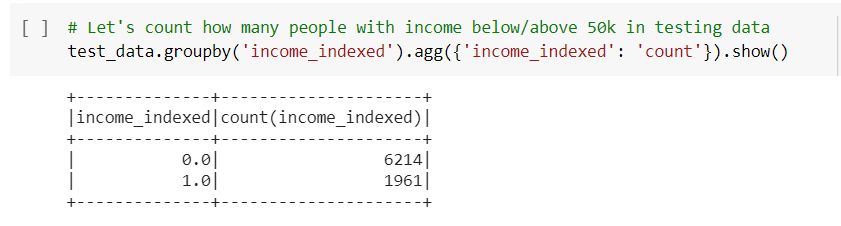 [ ] # Let's count how many people with income below/above 50k in testing data
test_data.groupby('income_indexed').agg({'income_indexed': 'count'}).show()
+--------------+---------------------+
|income_indexed|count(income_indexed)|
+--------------+---------------------+
|           0.0|                 6214|
|           1.0|                 1961|
+--------------+---------------------+